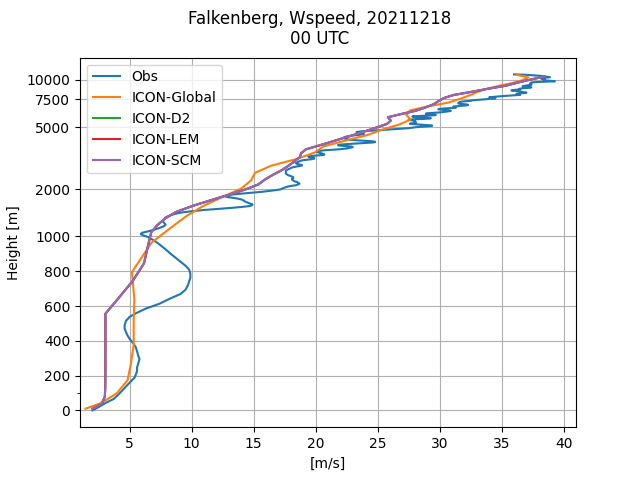 Falkenberg, Wspeed, 20211218
00 UTC
Obs
ICON-Global
ICON-D2
ICON-LEM
ICON-SCM
Height [m]
10000
7500
5000
2000
1000
800
600
400
200
0
5 10 15 20 25 30 35 40
[m/s]